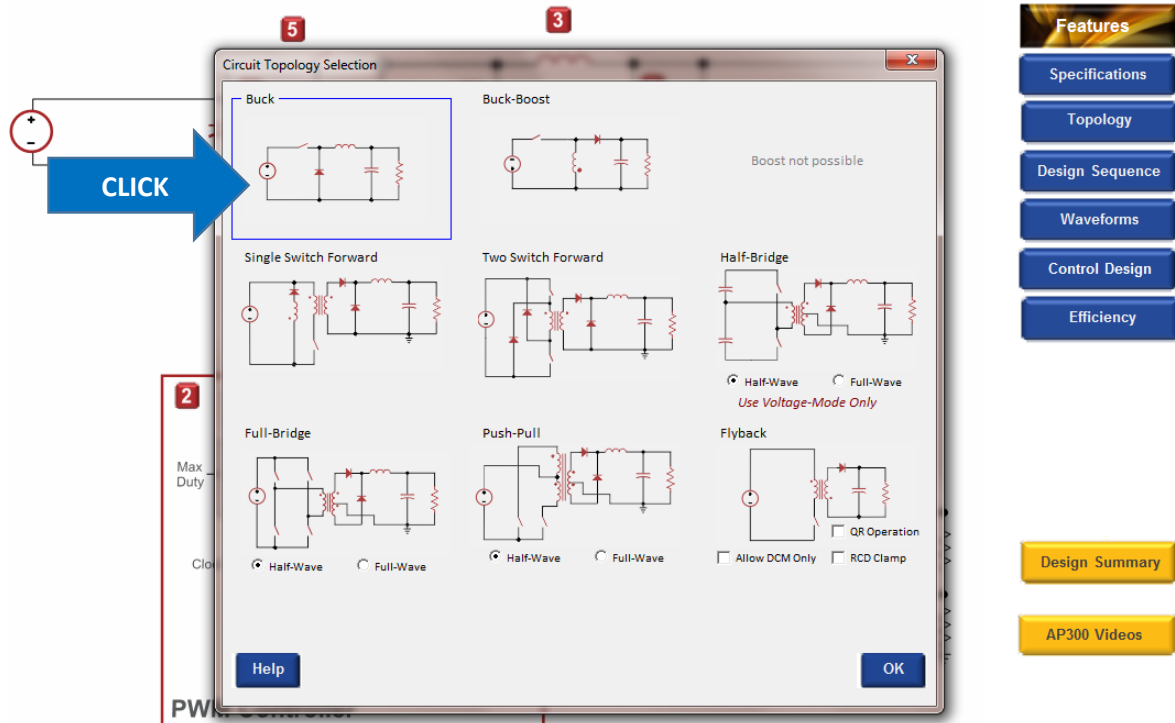 5
3
Features
Circuit Topology Selection
Specifications
Buck
Buck-Boost
Topology
Boost not possible
CLICK
Design Sequence
Waveforms
Single Switch Forward
Two Switch Forward
Half-Bridge
Control Design
Efficiency
Half-Wave
Full-Wave
2
Use Voltage-Mode Only
Full-Bridge
Push-Pull
Flyback
Max
Duty
QR Operation
Half-Wave
Full-Wave
Half-Wave
Full-Wave
Allow DCM Only
RCD Clamp
Design Summary
AP300 Videos
Help
OK